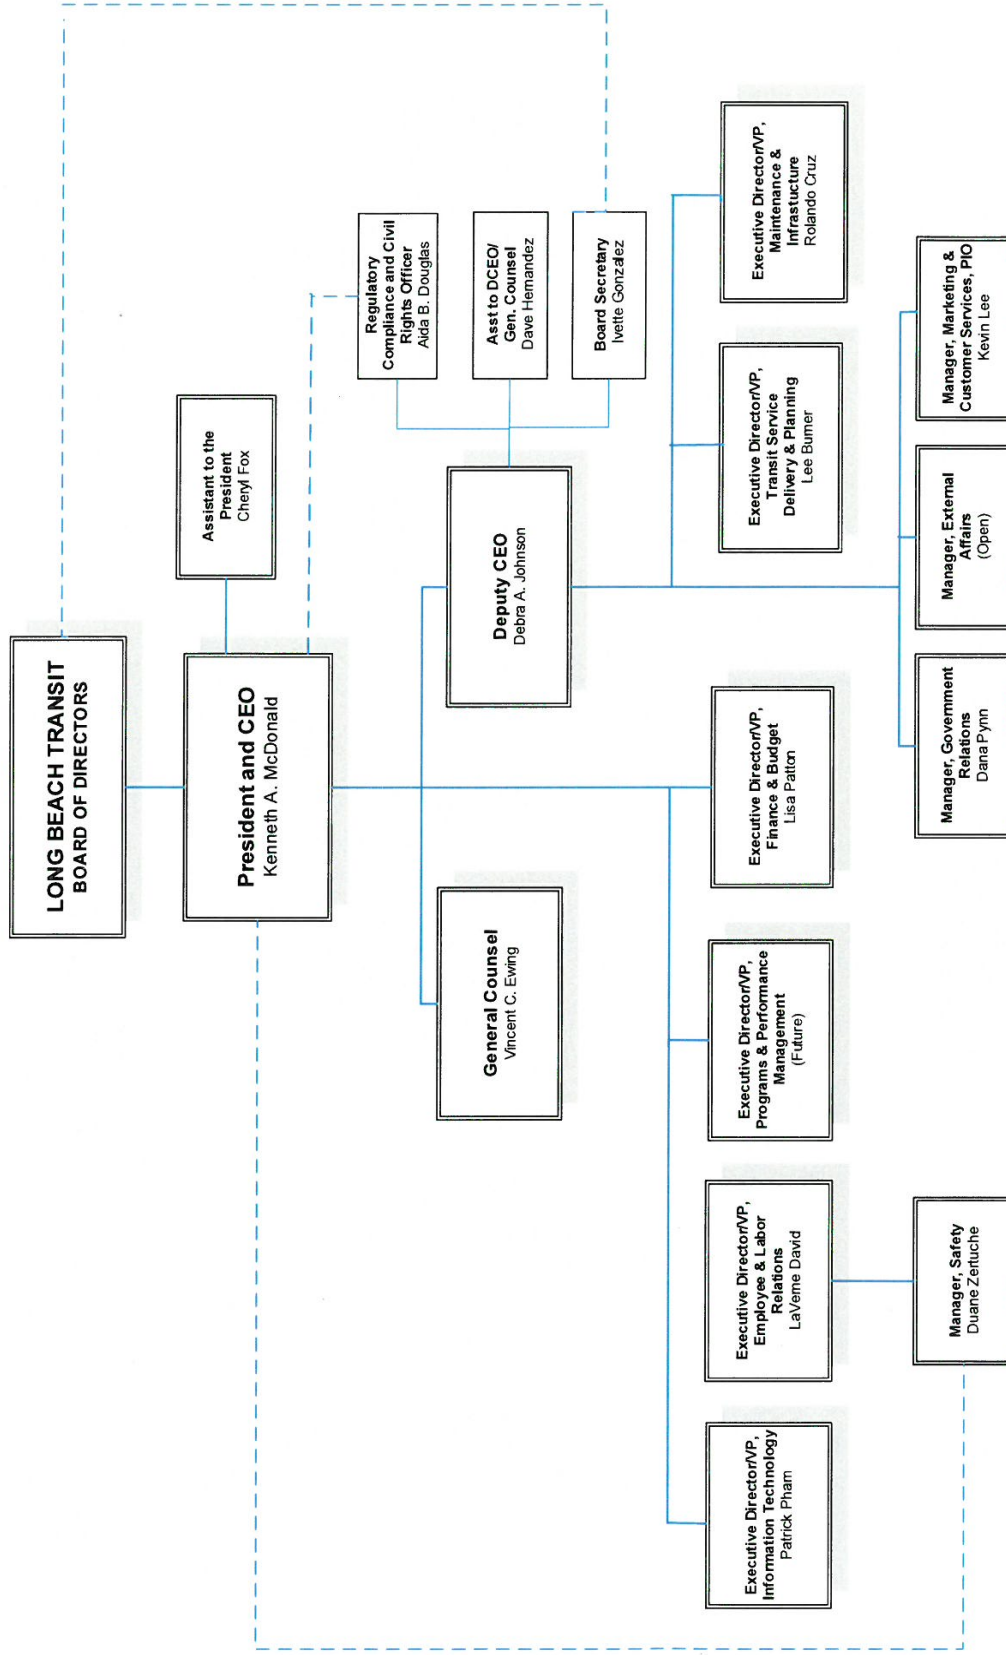 LONG BEACH TRANSIT
BOARD OF DIRECTORS
President and CEO
Kenneth A. McDonald
Assistant to the
President
Cheryl Fox
General Counsel
Vincent C. Ewing
Deputy CEO
Debra A. Johnson
Regulatory
Compliance and Civil
Rights Officer
Aida B. Douglas
Asst to DCEO/
Gen. Counsel
Dave Hernandez
Board Secretary
Ivette Gonzalez
Executive Director/VP,
Information Technology
Patrick Pham
Executive Director/VP,
Employee & Labor
Relations
LaVerne David
Executive Director/VP,
Programs & Performance
Management
(Future)
Executive Director/VP,
Finance & Budget
Lisa Patton
Executive Director/VP,
Transit Service
Delivery & Planning
Lee Burner
Executive Director/VP,
Maintenance &
Infrastucture
Rolando Cruz
Manager, Safety
Duane Zertuche
Manager, Government
Relations
Dana Pynn
Manager, External
Affairs
(Open)
Manager, Marketing &
Customer Services, PIO
Kevin Lee